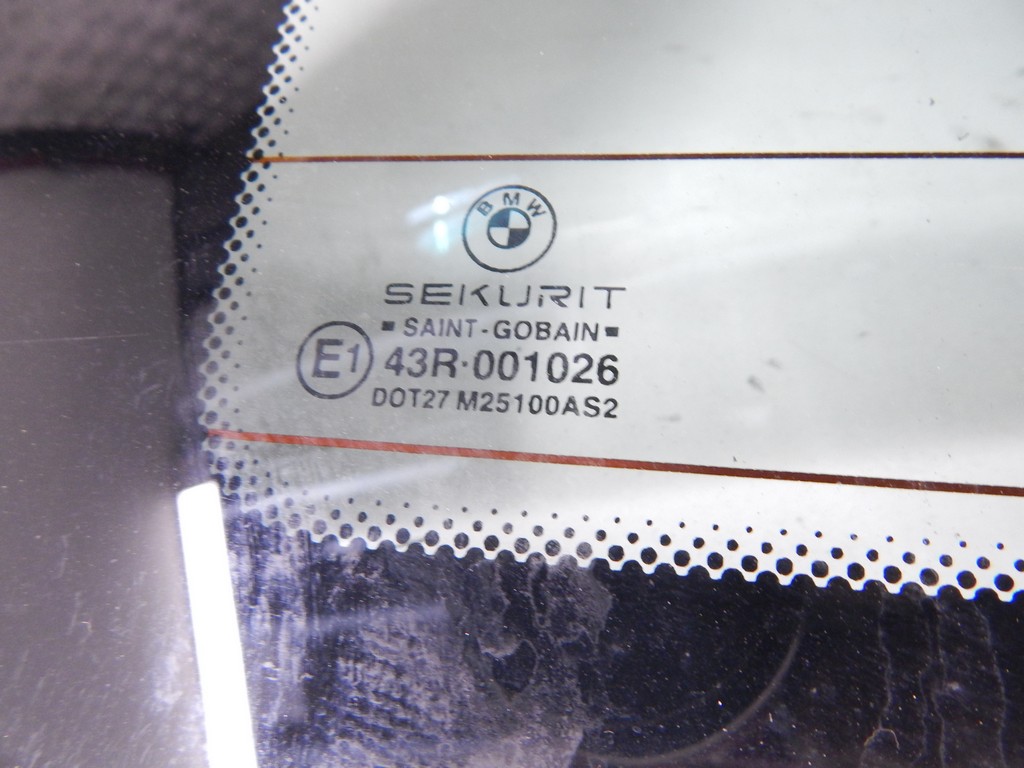 BMW
SEKURIT
SAINT-GOBAIN
E1 43R·001026
DOT27 M25100AS2